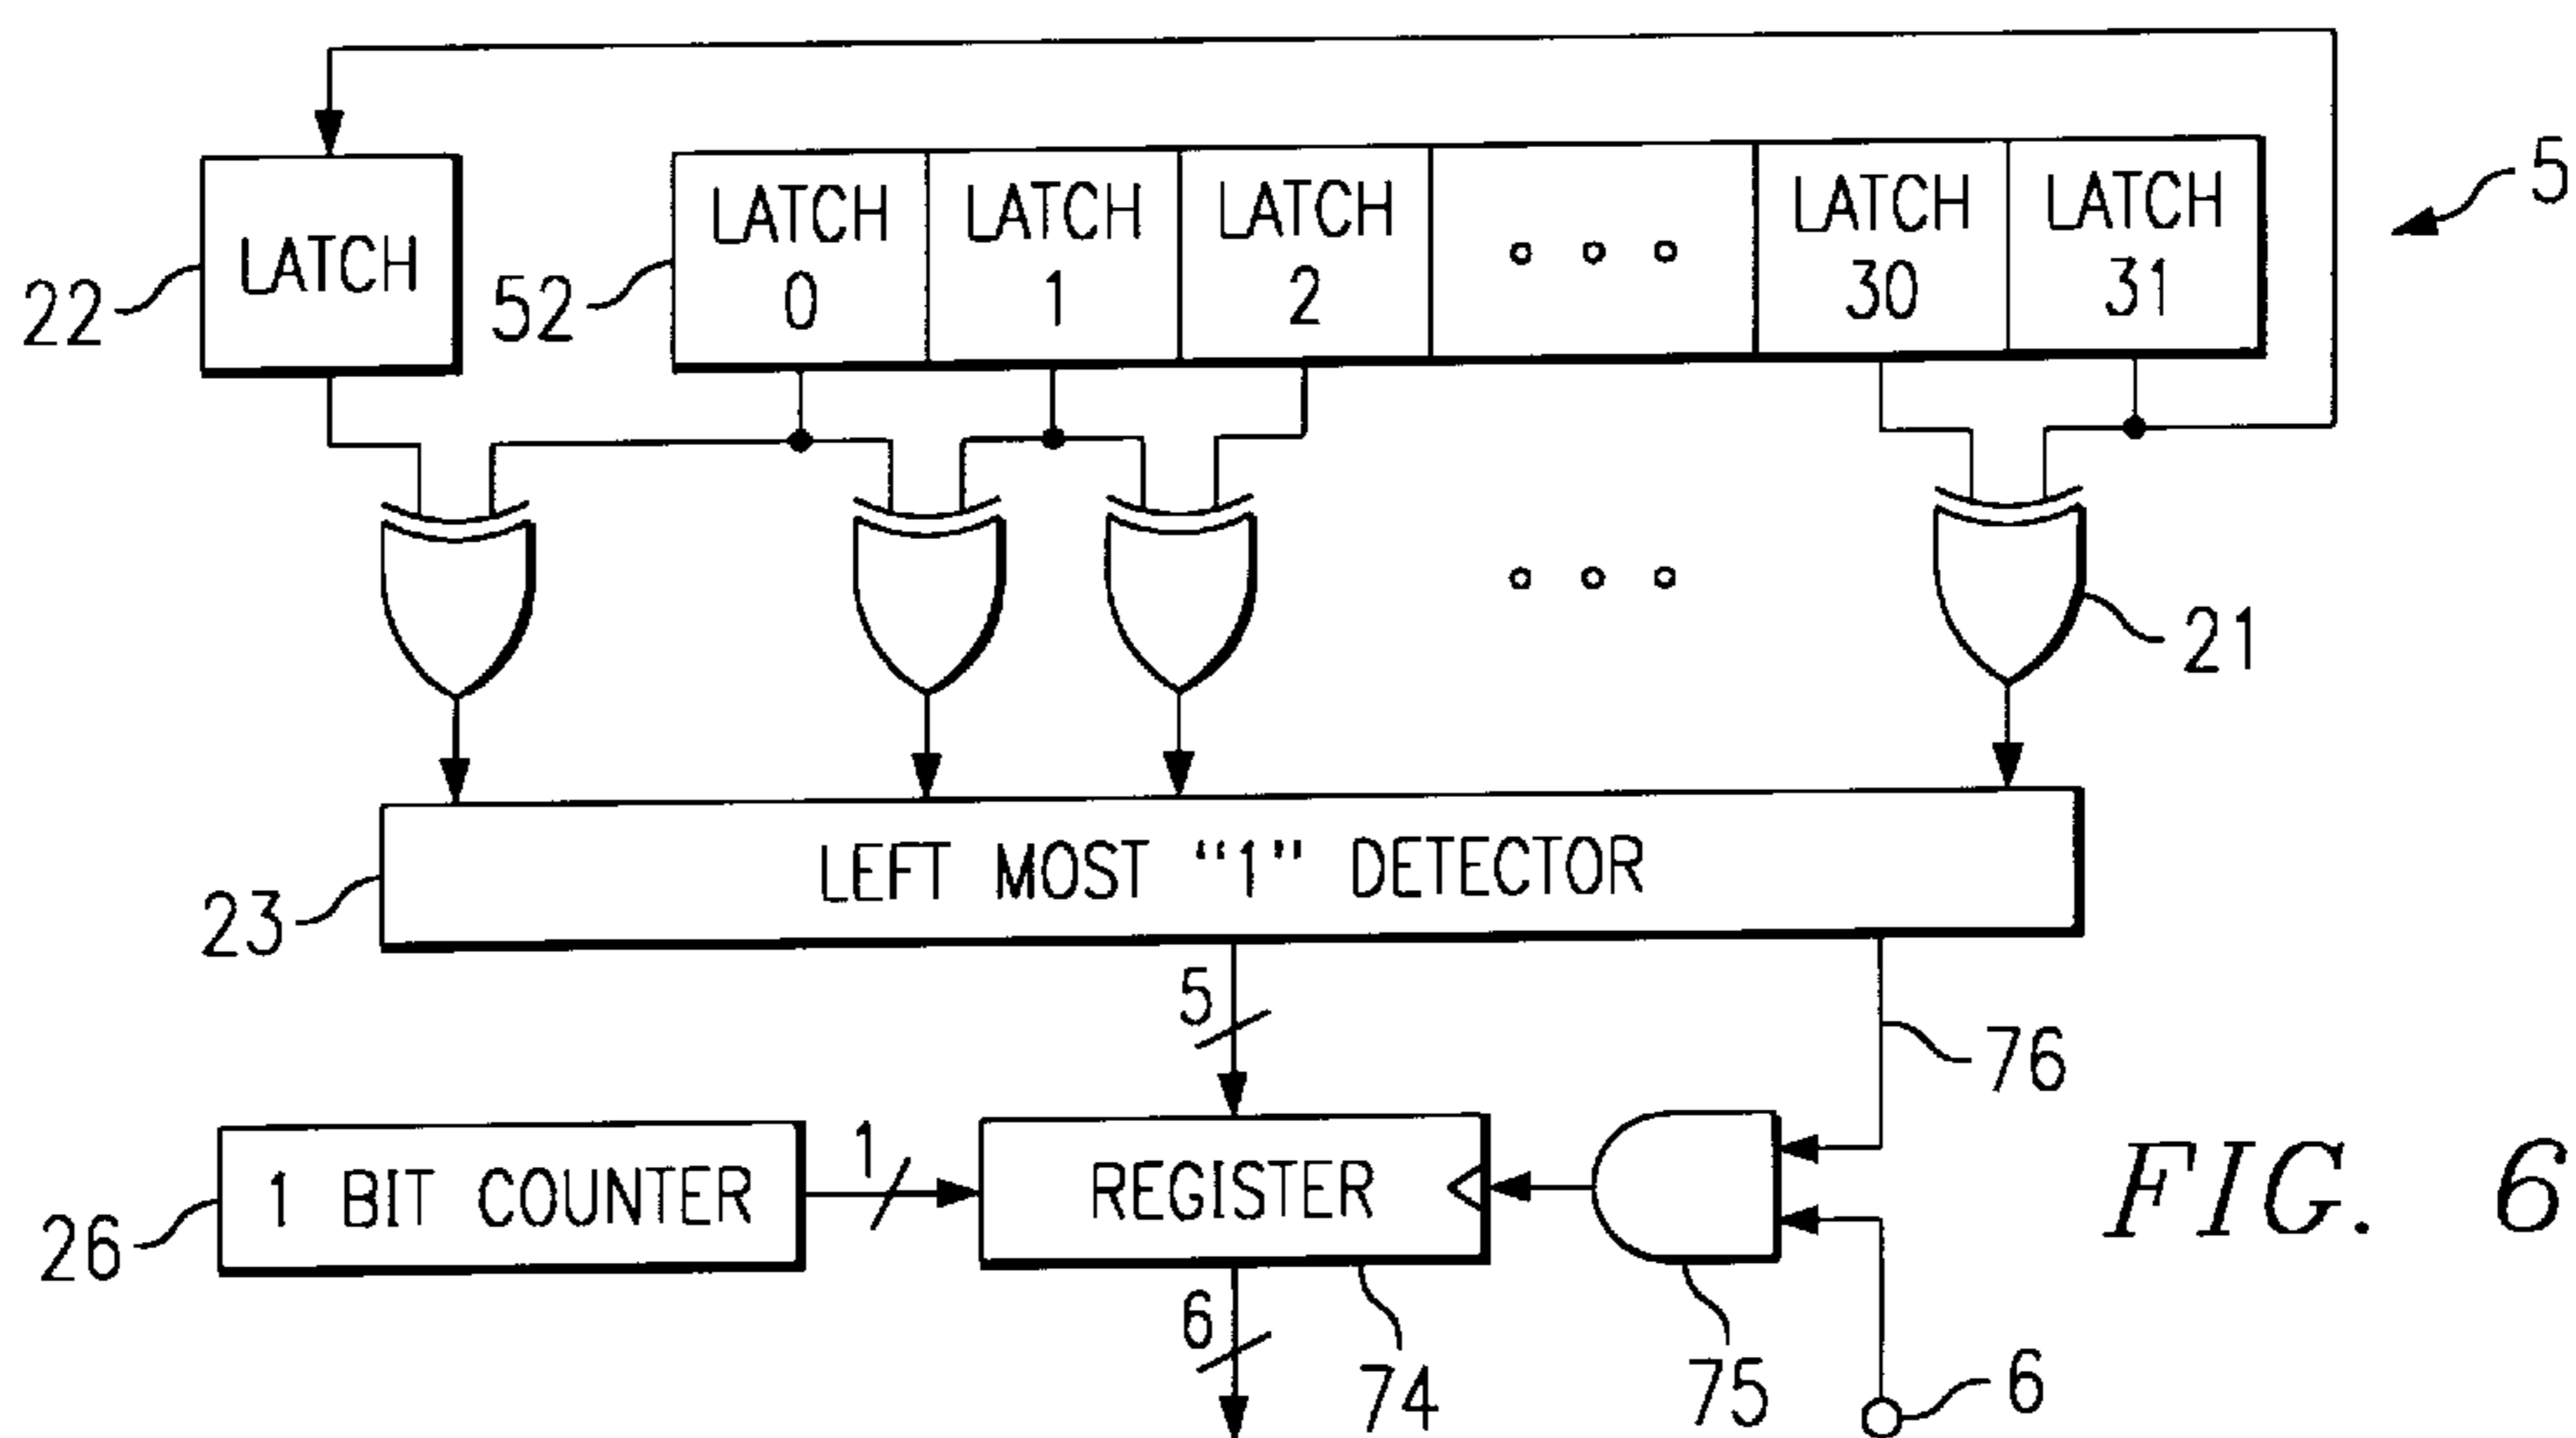 5
22
LATCH
52
LATCH 0
LATCH 1
LATCH 2
LATCH 30
LATCH 31
21
23
LEFT MOST "1" DETECTOR
5
76
26
1 BIT COUNTER
1
REGISTER
6
74
75
6
FIG. 6